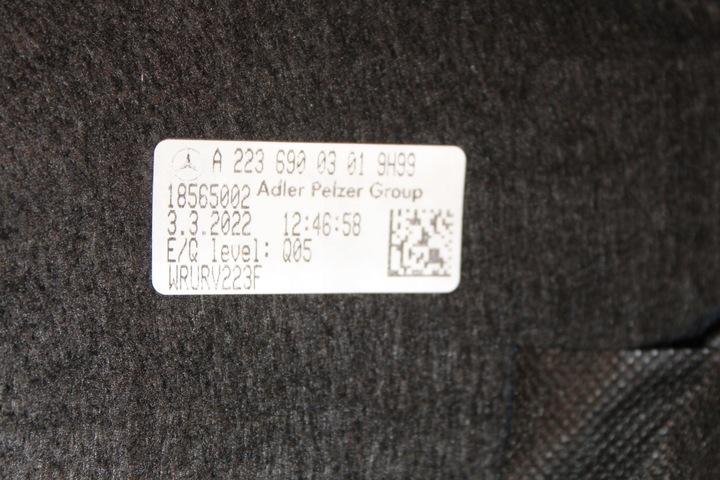 A 223 690 03 01 9H99
18565002 Adler Pelzer Group
3.3.2022 12:46:58
E/Q level: Q05
WRURV223F